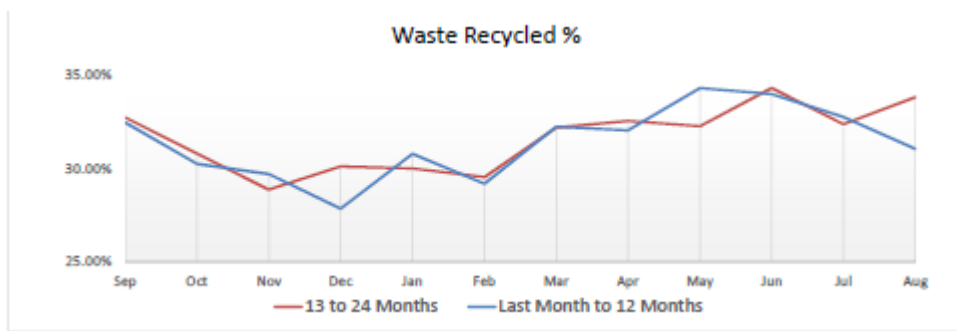 Waste Recycled %
35.00%
30.00%
25.00%
Sep Oct Nov Dec Jan Feb Mar Apr May Jun Jul Aug
13 to 24 Months Last Month to 12 Months